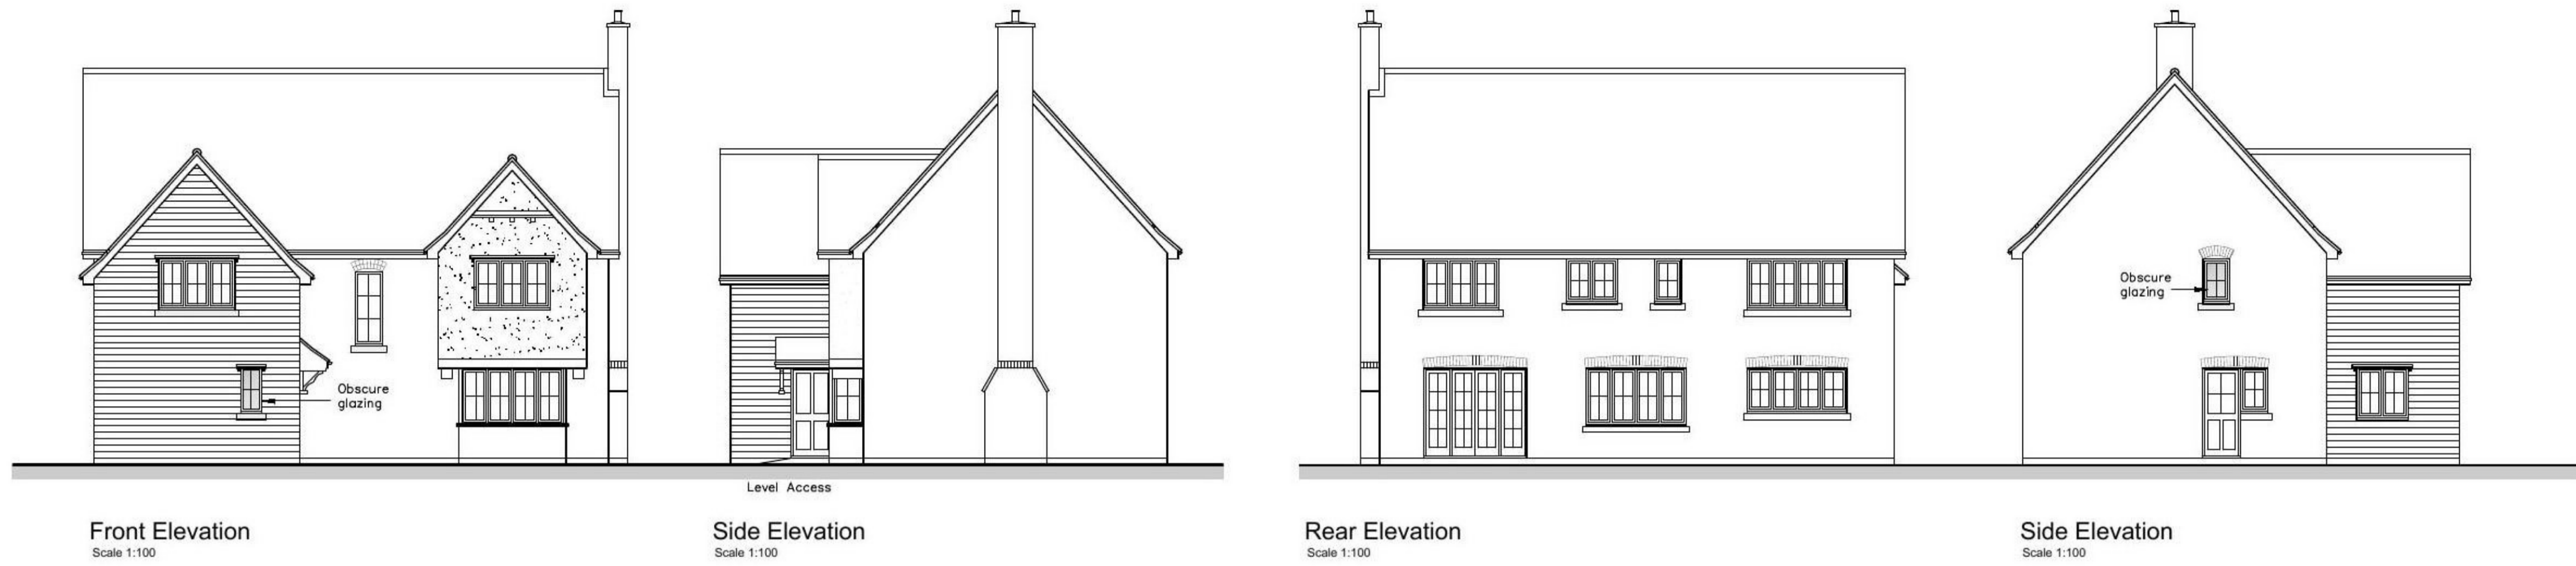 Obscure
glazing
Level Access
Obscure
glazing
Front Elevation
Scale 1:100
Side Elevation
Scale 1:100
Rear Elevation
Scale 1:100
Side Elevation
Scale 1:100